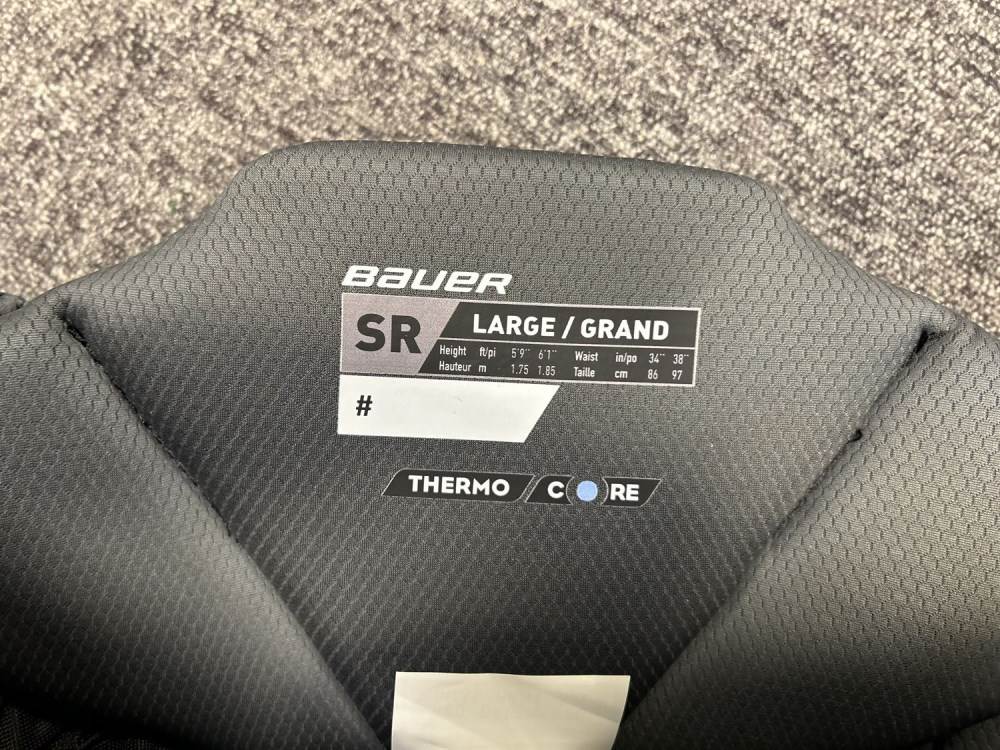 BAUER
SR LARGE / GRAND
Height ft/pi 5'9" 6'1" Waist in/po 34" 38"
Hauteur m 1.75 1.85 Taille cm 86 97
#
THERMO CORE